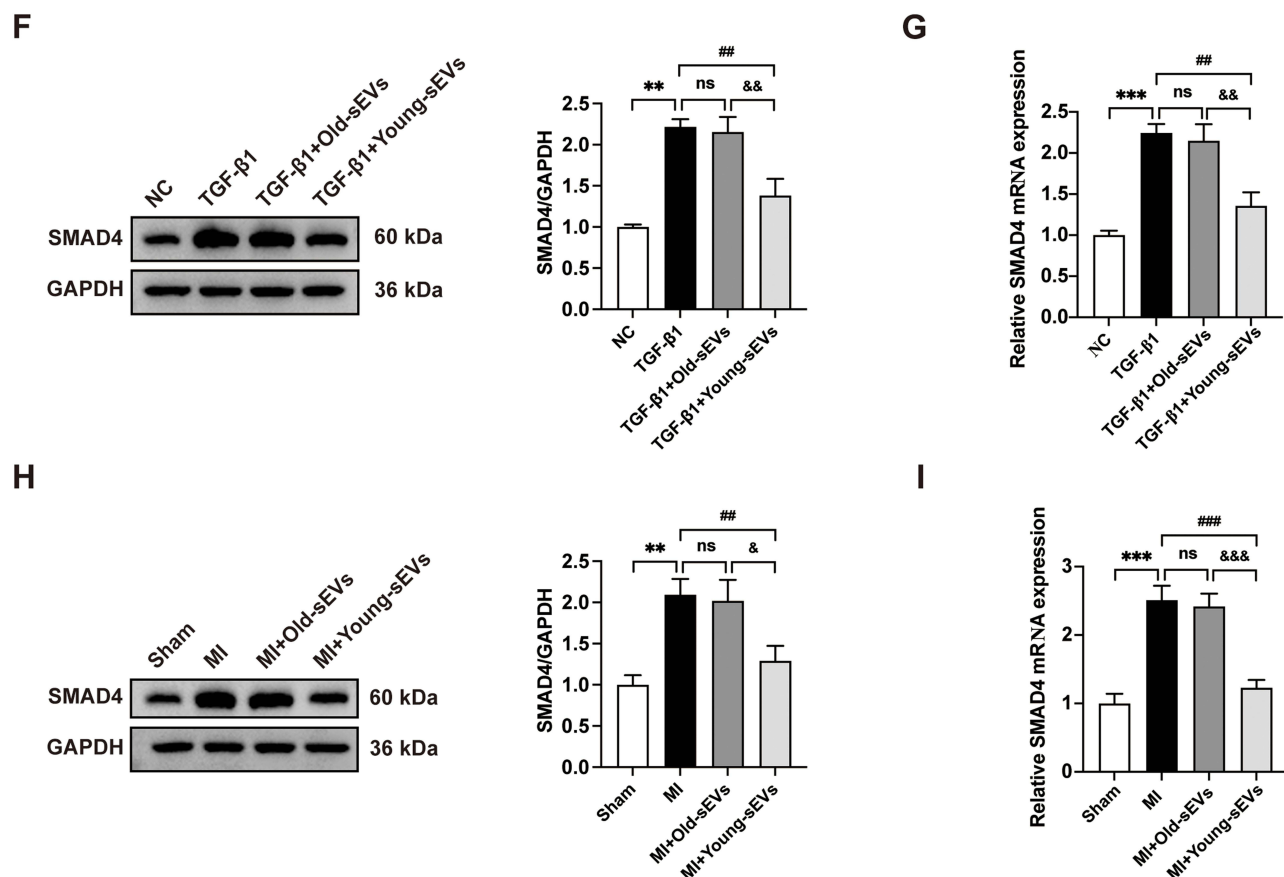 F
NC
TGF-β1
TGF-β1+Old-sEVs
TGF-β1+Young-sEVs
SMAD4
60 kDa
GAPDH
36 kDa
SMAD4/GAPDH
##
**
ns
&&
2.5
2.0
1.5
1.0
0.5
0.0
NC
TGF-β1
TGF-β1+Old-sEVs
TGF-β1+Young-sEVs
G
Relative SMAD4 mRNA expression
##
***
ns
&&
2.5
2.0
1.5
1.0
0.5
0.0
NC
TGF-β1
TGF-β1+Old-sEVs
TGF-β1+Young-sEVs
H
Sham
MI
MI+Old-sEVs
MI+Young-sEVs
SMAD4
60 kDa
GAPDH
36 kDa
SMAD4/GAPDH
##
**
ns
&
2.5
2.0
1.5
1.0
0.5
0.0
Sham
MI
MI+Old-sEVs
MI+Young-sEVs
I
Relative SMAD4 mRNA expression
###
***
ns
&&&
3
2
1
0
Sham
MI
MI+Old-sEVs
MI+Young-sEVs